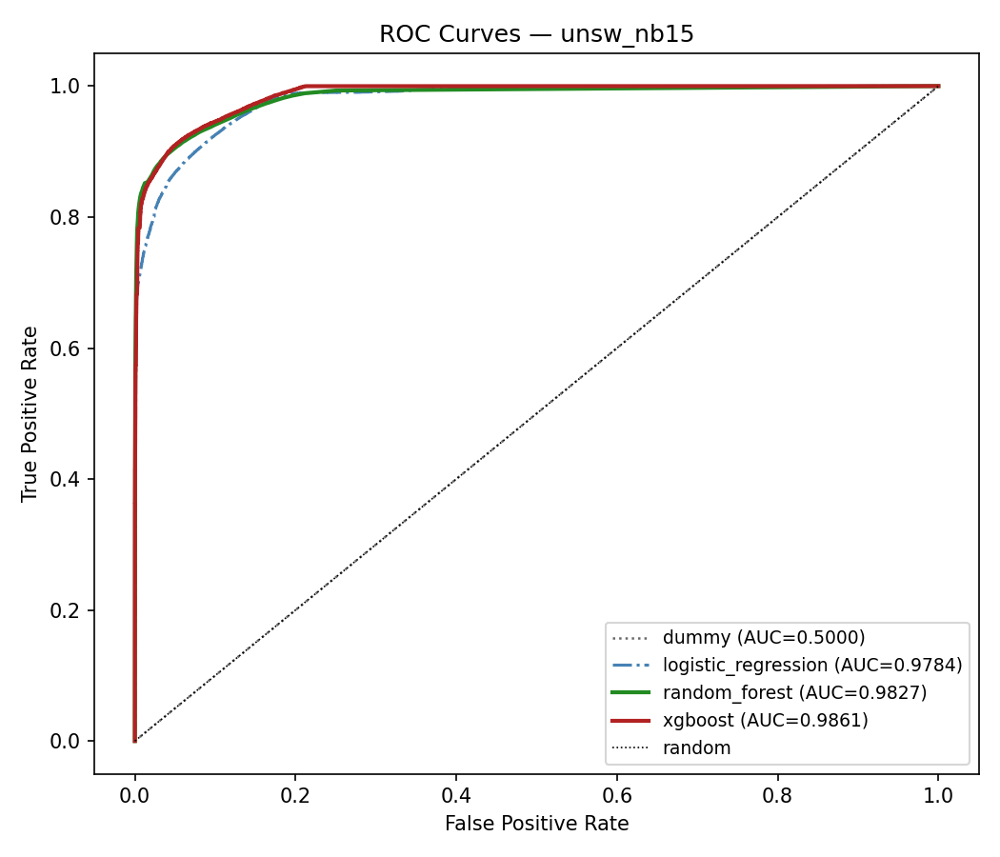 ROC Curves — unsw_nb15
1.0
0.8
0.6
0.4
0.2
0.0
True Positive Rate
0.0 0.2 0.4 0.6 0.8 1.0
False Positive Rate
dummy (AUC=0.5000)
logistic_regression (AUC=0.9784)
random_forest (AUC=0.9827)
xgboost (AUC=0.9861)
random